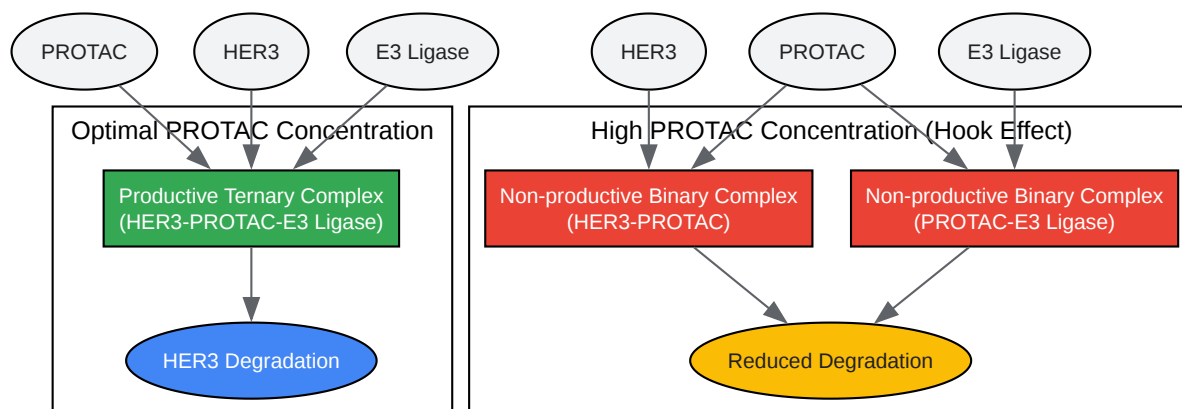 PROTAC
HER3
E3 Ligase
HER3
PROTAC
E3 Ligase
Optimal PROTAC Concentration
High PROTAC Concentration (Hook Effect)
Productive Ternary Complex
(HER3-PROTAC-E3 Ligase)
Non-productive Binary Complex
(HER3-PROTAC)
Non-productive Binary Complex
(PROTAC-E3 Ligase)
HER3 Degradation
Reduced Degradation